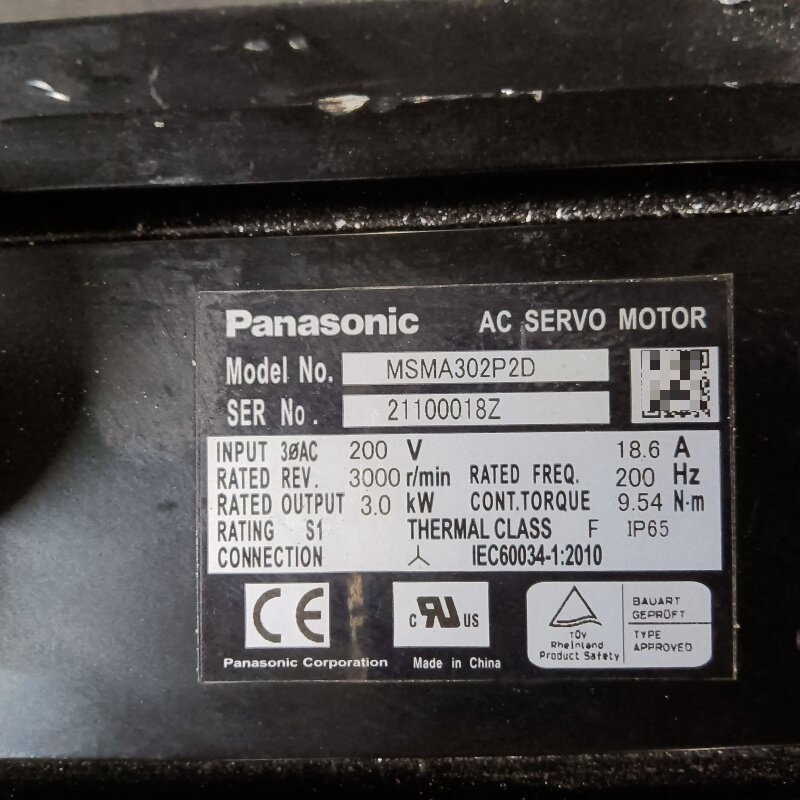 Panasonic AC SERVO MOTOR
Model No. MSMA302P2D
SER No. 21100018Z
INPUT 3øAC 200 V 18.6 A
RATED REV. 3000 r/min RATED FREQ. 200 Hz
RATED OUTPUT 3.0 kW CONT.TORQUE 9.54 N·m
RATING S1 THERMAL CLASS F IP65
CONNECTION IEC60034-1:2010
CE
c RU US
TÜV
Rheinland
Product Safety
BAUART
GEPRÜFT
TYPE
APPROVED
Panasonic Corporation Made in China